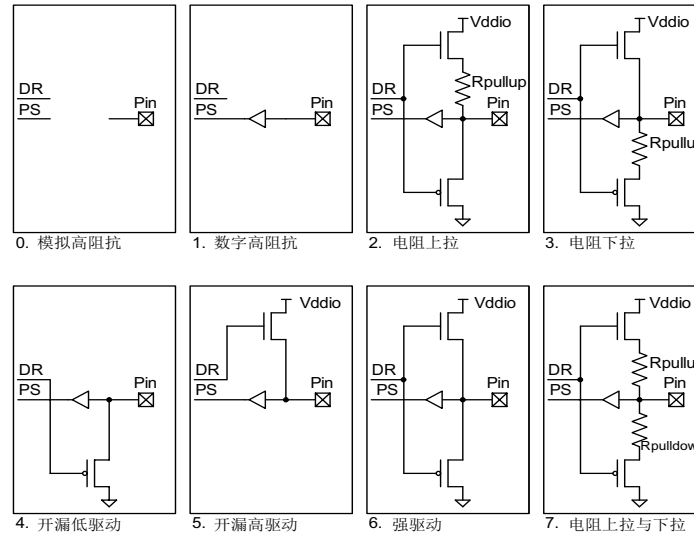 DR
PS
Pin
0. 模拟高阻抗
DR
PS
Pin
1. 数字高阻抗
Vddio
DR
Rpullup
PS
Pin
2. 电阻上拉
Vddio
DR
PS
Pin
Rpullu
3. 电阻下拉
DR
PS
Pin
4. 开漏低驱动
Vddio
DR
PS
Pin
5. 开漏高驱动
Vddio
DR
PS
Pin
6. 强驱动
Vddio
Rpullu
DR
PS
Pin
Rpulldow
7. 电阻上拉与下拉